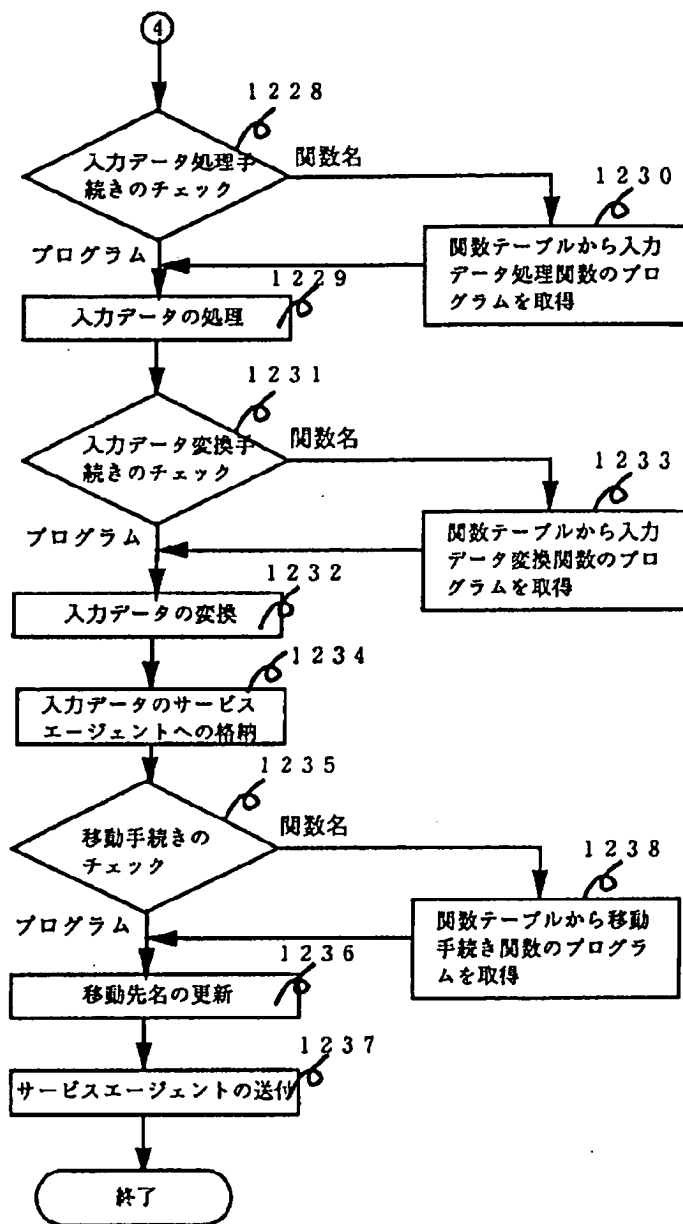 4
1228
入力データ処理手
続きのチェック
関数名
1230
関数テーブルから入力
データ処理関数のプロ
グラムを取得
プログラム
1229
入力データの処理
1231
入力データ変換手
続きのチェック
関数名
1233
関数テーブルから入力
データ変換関数のプロ
グラムを取得
プログラム
1232
入力データの変換
1234
入力データのサービス
エージェントへの格納
1235
移動手続きの
チェック
関数名
1238
関数テーブルから移動
手続き関数のプログラ
ムを取得
プログラム
1236
移動先名の更新
1237
サービスエージェントの送付
終了